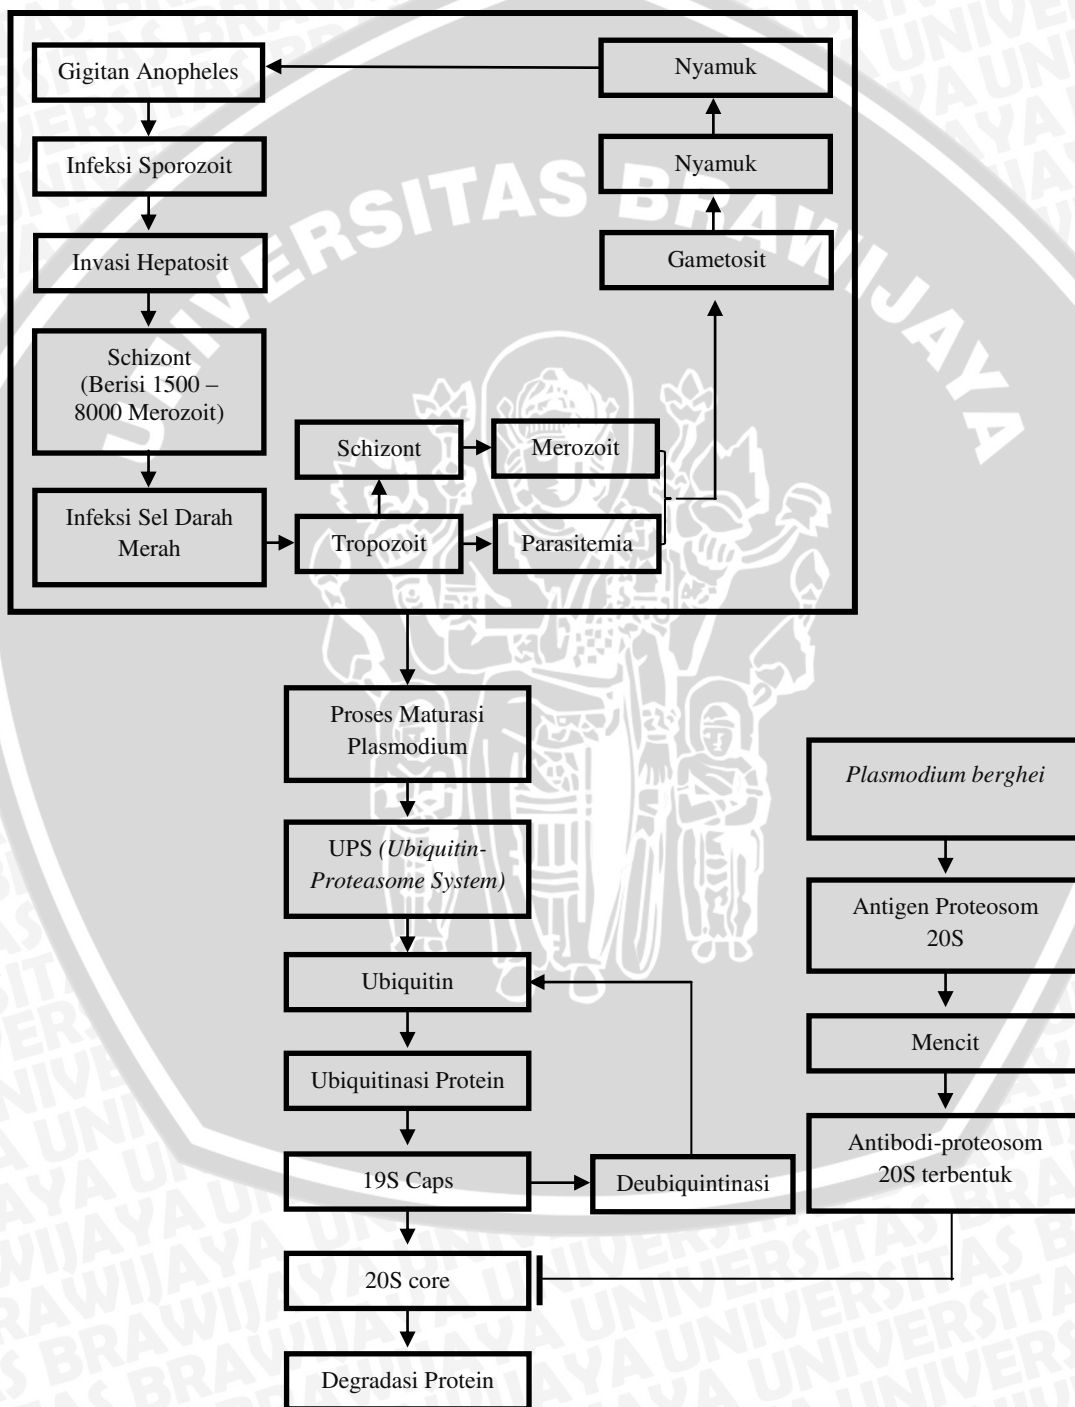 Gigitan Anopheles
Nyamuk
Infeksi Sporozoit
Nyamuk
Invasi Hepatosit
Gametosit
Schizont
(Berisi 1500 –
8000 Merozoit)
Schizont
Merozoit
Infeksi Sel Darah
Merah
Tropozoit
Parasitemia
Proses Maturasi
Plasmodium
UPS (Ubiquitin-
Proteasome System)
Ubiquitin
Ubiquitinasi Protein
19S Caps
Deubiquintinasi
20S core
Degradasi Protein
Plasmodium berghei
Antigen Proteosom
20S
Mencit
Antibodi-proteosom
20S terbentuk
UNIVERSITAS BRAWIJAYA